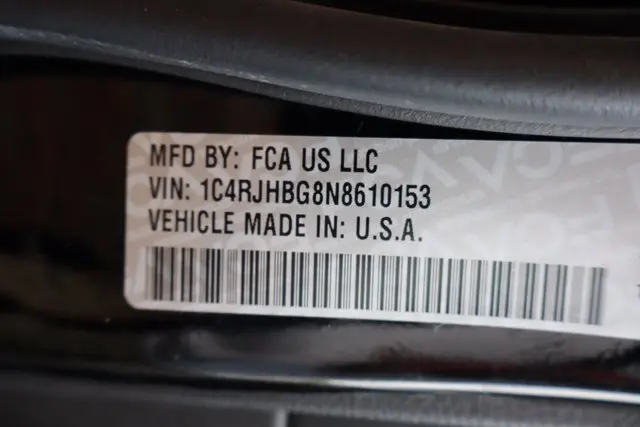 MFD BY: FCA US LLC
VIN: 1C4RJHBG8N8610153
VEHICLE MADE IN: U.S.A.